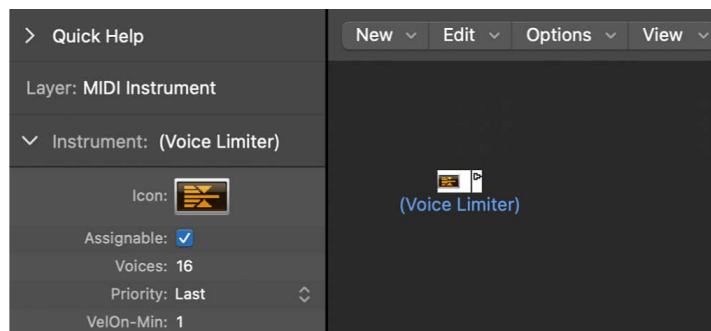 Quick Help
Layer: MIDI Instrument
Instrument: (Voice Limiter)
Icon:
Assignable:
Voices: 16
Priority: Last
VelOn-Min: 1
New
Edit
Options
View
(Voice Limiter)